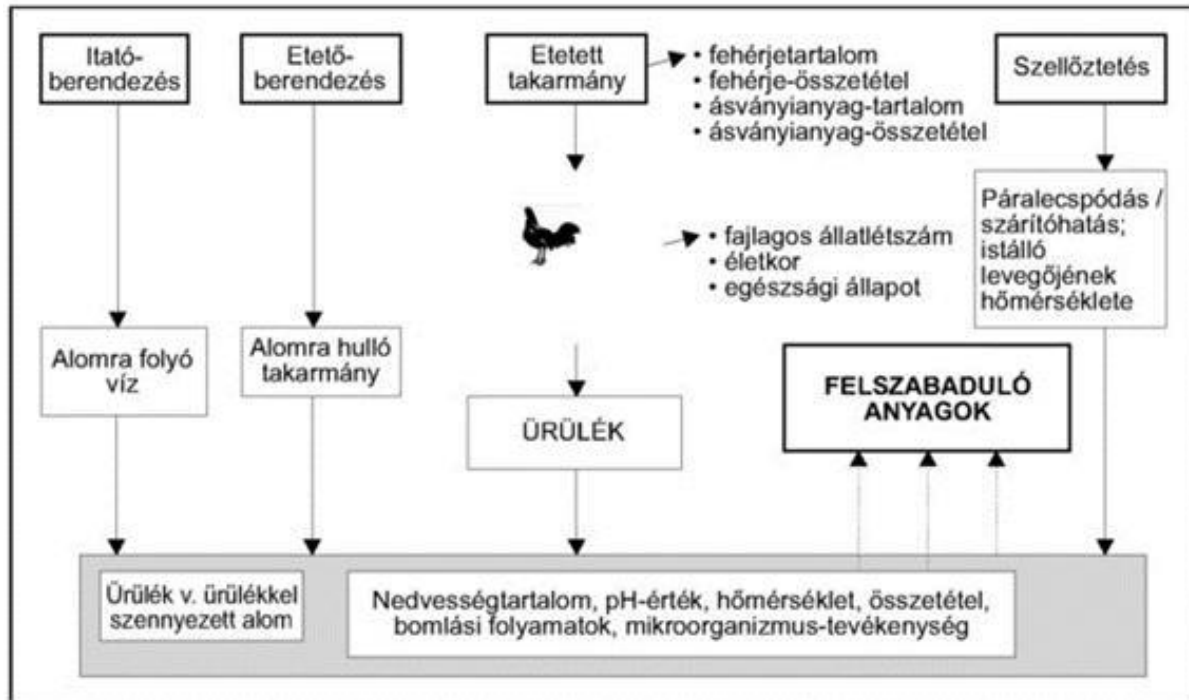 Itató-
berendezés
Etető-
berendezés
Etetett
takarmány
• fehérjetartalom
• fehérje-összetétel
• ásványianyag-tartalom
• ásványianyag-összetétel
Szellőztetés
Páralecspódás /
szárítóhatás;
istálló
levegőjének
hőmérséklete
• fajlagos állatlétszám
• életkor
• egészségi állapot
Alomra folyó
víz
Alomra hulló
takarmány
ÜRÜLÉK
FELSZABADULÓ
ANYAGOK
Ürülék v. ürülékkel
szennyezett alom
Nedvességtartalom, pH-érték, hőmérséklet, összetétel,
bomlási folyamatok, mikroorganizmus-tevékenység